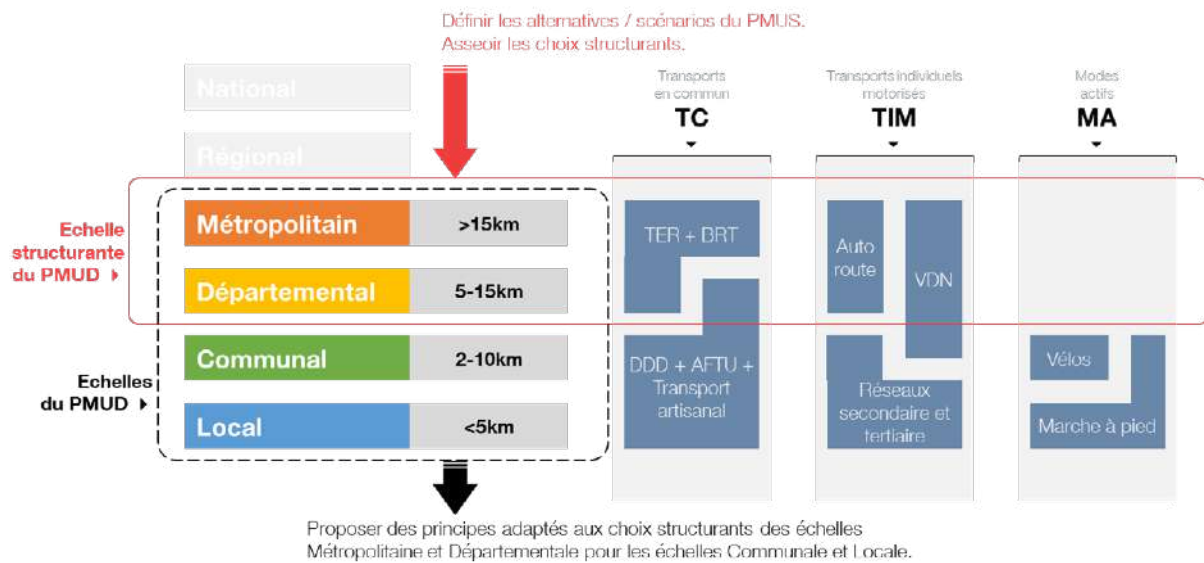 Définir les alternatives / scénarios du PMUS.
Asseoir les choix structurants.
National
Régional
Transports
en commun
TC
Transports individuels
motorisés
TIM
Modes
actifs
MA
Echelle
structurante
du PMUD
Métropolitain
>15km
Départemental
5-15km
Communal
2-10km
Local
<5km
Echelles
du PMUD
TER + BRT
DDD + AFTU +
Transport
artisanal
Auto
route
VDN
Réseaux
secondaire et
tertiaire
Vélos
Marche à pied
Proposer des principes adaptés aux choix structurants des échelles
Métropolitaine et Départementale pour les échelles Communale et Locale.